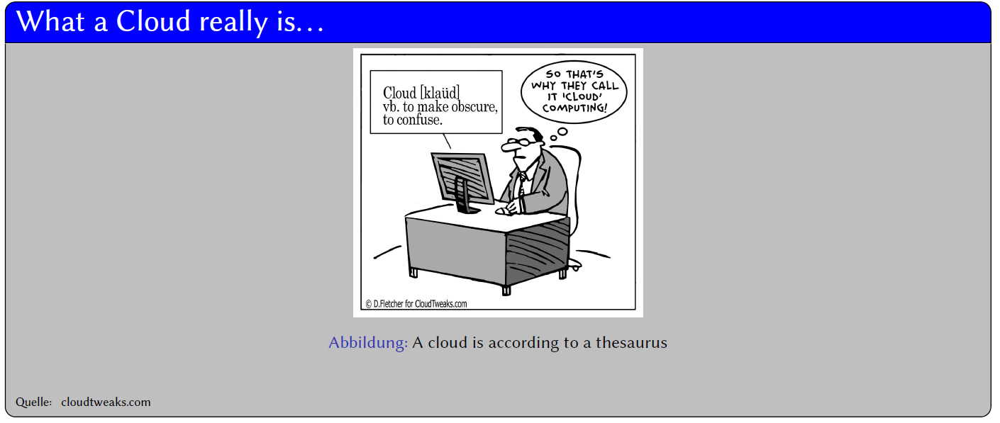 What a Cloud really is…
Cloud [klaüd]
vb. to make obscure,
to confuse.
SO THAT'S
WHY THEY CALL
IT 'CLOUD'
COMPUTING!
© D.Fletcher for CloudTweaks.com
Abbildung: A cloud is according to a thesaurus
Quelle: cloudtweaks.com